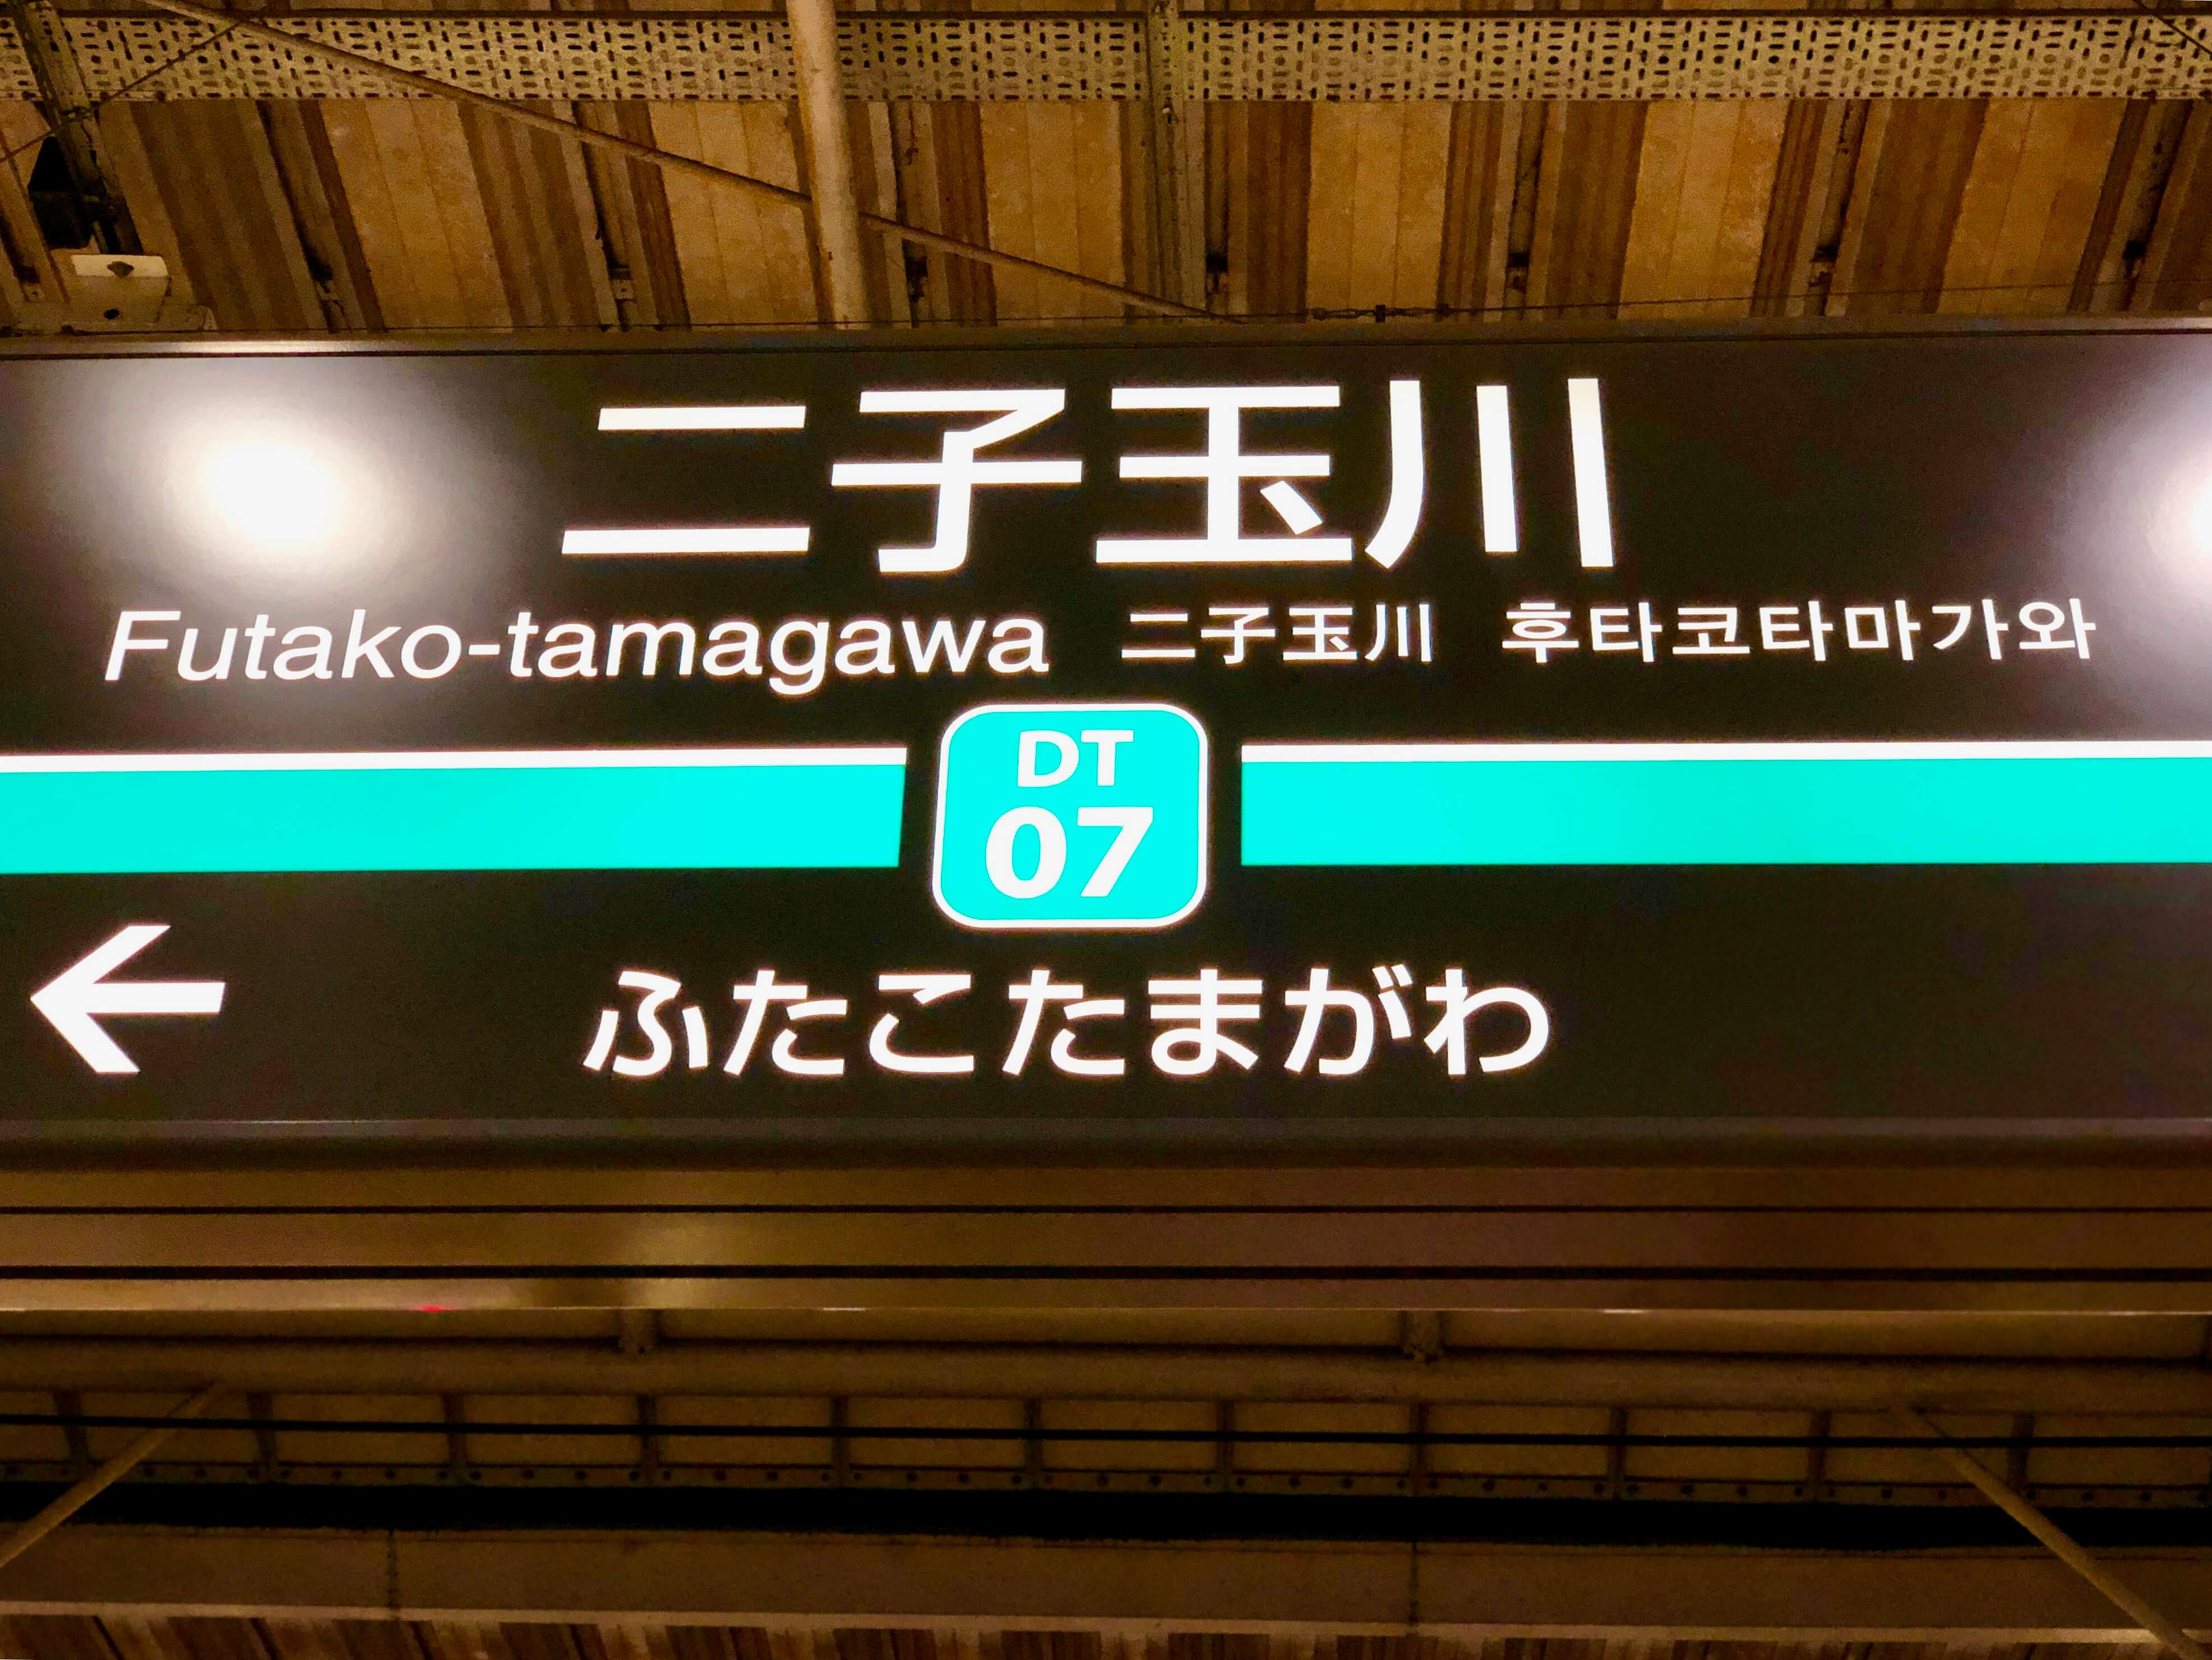 二子玉川
Futako-tamagawa 二子玉川 후타코타마가와
DT
07
← ふたこたまがわ